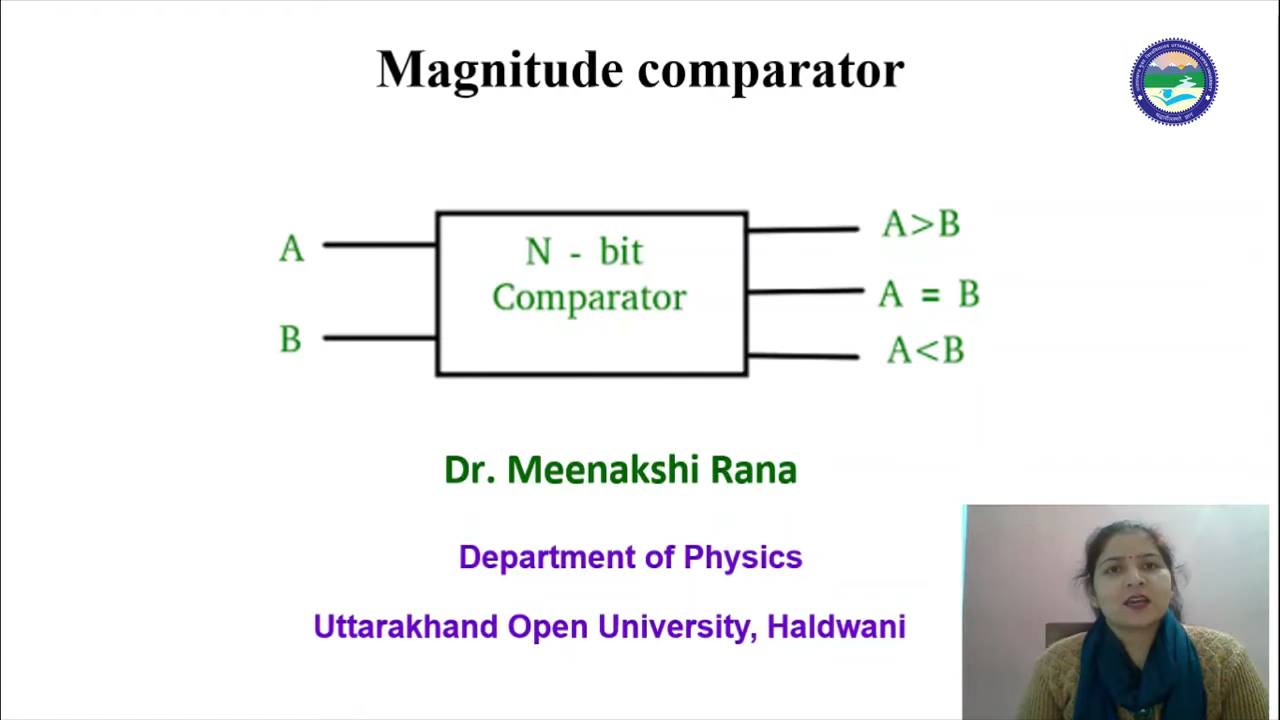 Magnitude comparator
A
B
N - bit
Comparator
A>B
A = B
A<B
Dr. Meenakshi Rana
Department of Physics
Uttarakhand Open University, Haldwani